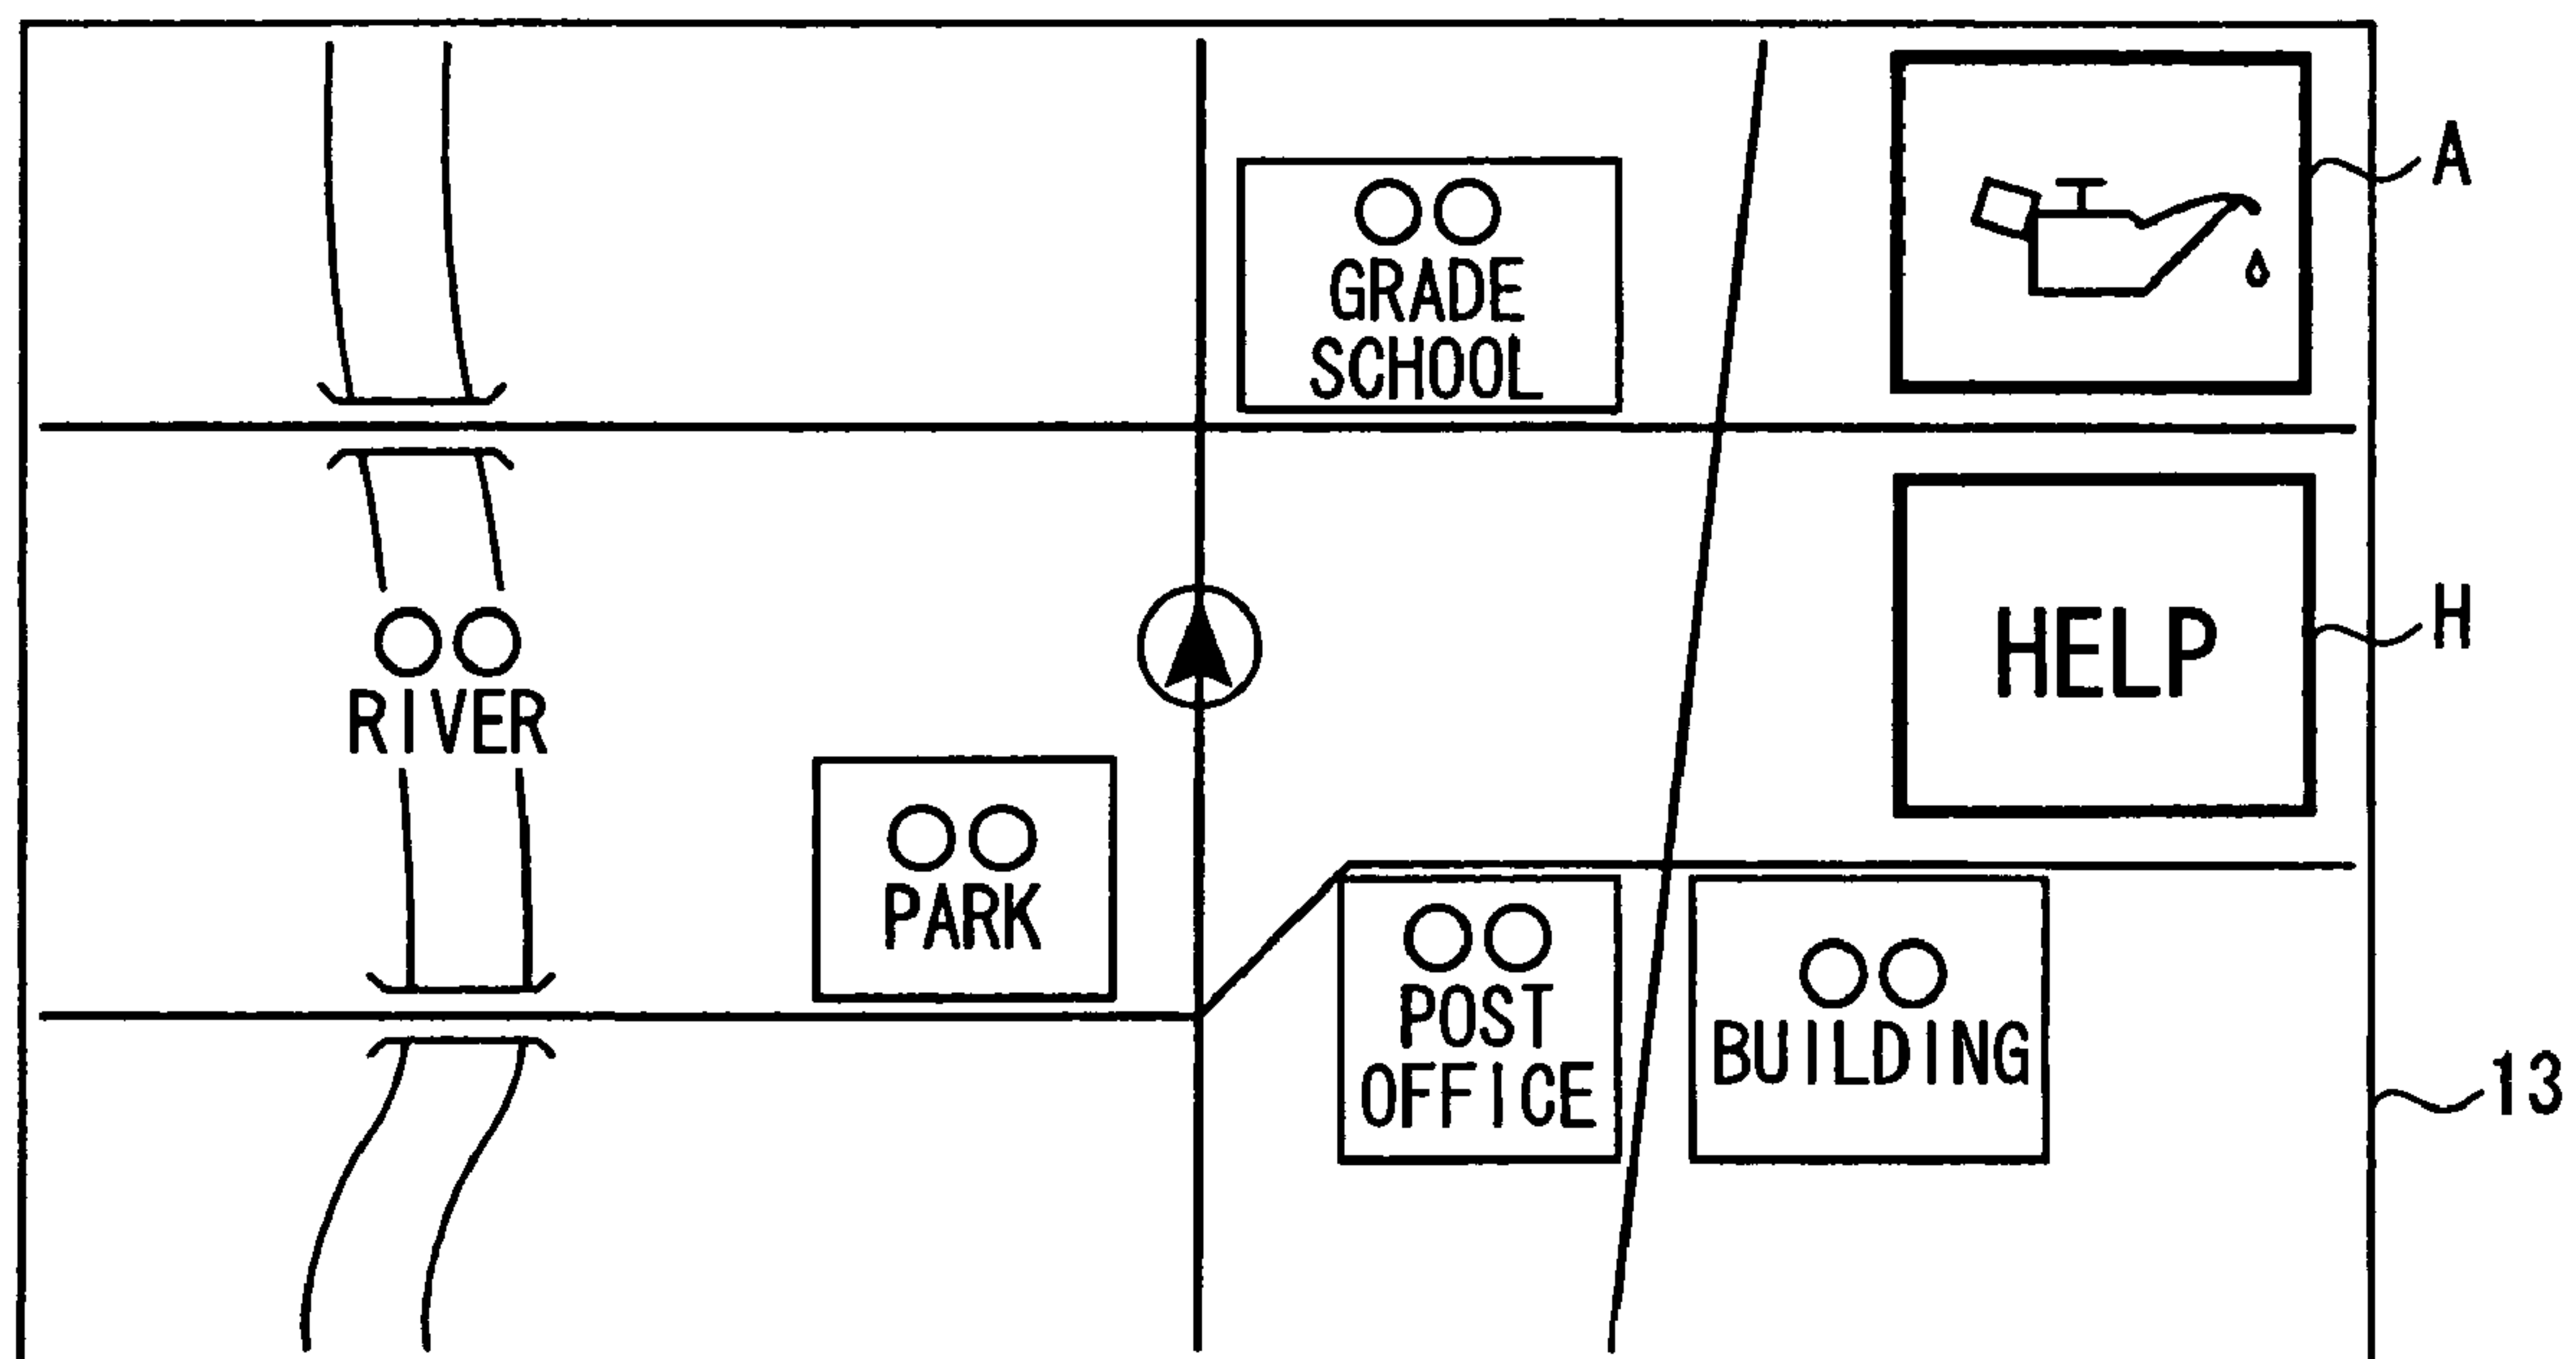 ○○
GRADE
SCHOOL
A
HELP
H
○○
RIVER
○○
PARK
○○
POST
OFFICE
○○
BUILDING
13